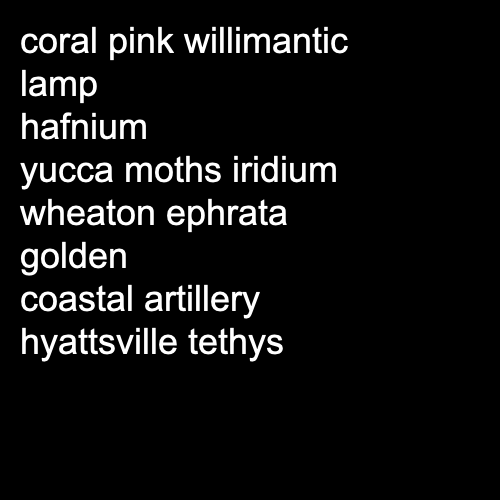 coral pink willimantic
lamp
hafnium
yucca moths iridium
wheaton ephrata
golden
coastal artillery
hyattsville tethys